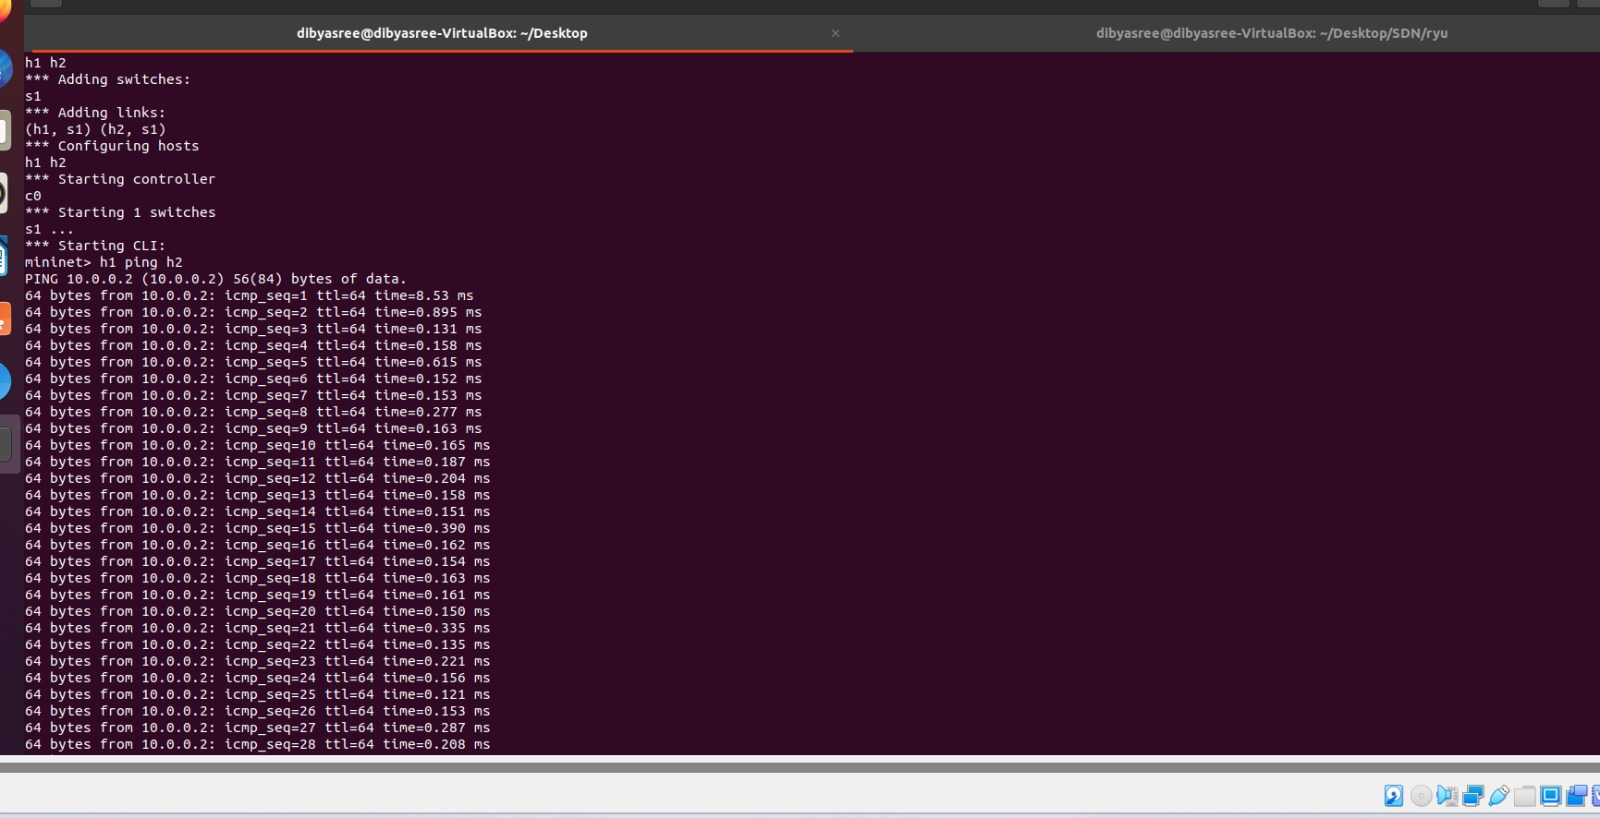 dibyasree@dibyasree-VirtualBox: ~/Desktop
dibyasree@dibyasree-VirtualBox: ~/Desktop/SDN/ryu
h1 h2
*** Adding switches:
s1
*** Adding links:
(h1, s1) (h2, s1)
*** Configuring hosts
h1 h2
*** Starting controller
c0
*** Starting 1 switches
s1 ...
*** Starting CLI:
mininet> h1 ping h2
PING 10.0.0.2 (10.0.0.2) 56(84) bytes of data.
64 bytes from 10.0.0.2: icmp_seq=1 ttl=64 time=8.53 ms
64 bytes from 10.0.0.2: icmp_seq=2 ttl=64 time=0.895 ms
64 bytes from 10.0.0.2: icmp_seq=3 ttl=64 time=0.131 ms
64 bytes from 10.0.0.2: icmp_seq=4 ttl=64 time=0.158 ms
64 bytes from 10.0.0.2: icmp_seq=5 ttl=64 time=0.615 ms
64 bytes from 10.0.0.2: icmp_seq=6 ttl=64 time=0.152 ms
64 bytes from 10.0.0.2: icmp_seq=7 ttl=64 time=0.153 ms
64 bytes from 10.0.0.2: icmp_seq=8 ttl=64 time=0.277 ms
64 bytes from 10.0.0.2: icmp_seq=9 ttl=64 time=0.163 ms
64 bytes from 10.0.0.2: icmp_seq=10 ttl=64 time=0.165 ms
64 bytes from 10.0.0.2: icmp_seq=11 ttl=64 time=0.187 ms
64 bytes from 10.0.0.2: icmp_seq=12 ttl=64 time=0.204 ms
64 bytes from 10.0.0.2: icmp_seq=13 ttl=64 time=0.158 ms
64 bytes from 10.0.0.2: icmp_seq=14 ttl=64 time=0.151 ms
64 bytes from 10.0.0.2: icmp_seq=15 ttl=64 time=0.390 ms
64 bytes from 10.0.0.2: icmp_seq=16 ttl=64 time=0.162 ms
64 bytes from 10.0.0.2: icmp_seq=17 ttl=64 time=0.154 ms
64 bytes from 10.0.0.2: icmp_seq=18 ttl=64 time=0.163 ms
64 bytes from 10.0.0.2: icmp_seq=19 ttl=64 time=0.161 ms
64 bytes from 10.0.0.2: icmp_seq=20 ttl=64 time=0.150 ms
64 bytes from 10.0.0.2: icmp_seq=21 ttl=64 time=0.335 ms
64 bytes from 10.0.0.2: icmp_seq=22 ttl=64 time=0.135 ms
64 bytes from 10.0.0.2: icmp_seq=23 ttl=64 time=0.221 ms
64 bytes from 10.0.0.2: icmp_seq=24 ttl=64 time=0.156 ms
64 bytes from 10.0.0.2: icmp_seq=25 ttl=64 time=0.121 ms
64 bytes from 10.0.0.2: icmp_seq=26 ttl=64 time=0.153 ms
64 bytes from 10.0.0.2: icmp_seq=27 ttl=64 time=0.287 ms
64 bytes from 10.0.0.2: icmp_seq=28 ttl=64 time=0.208 ms